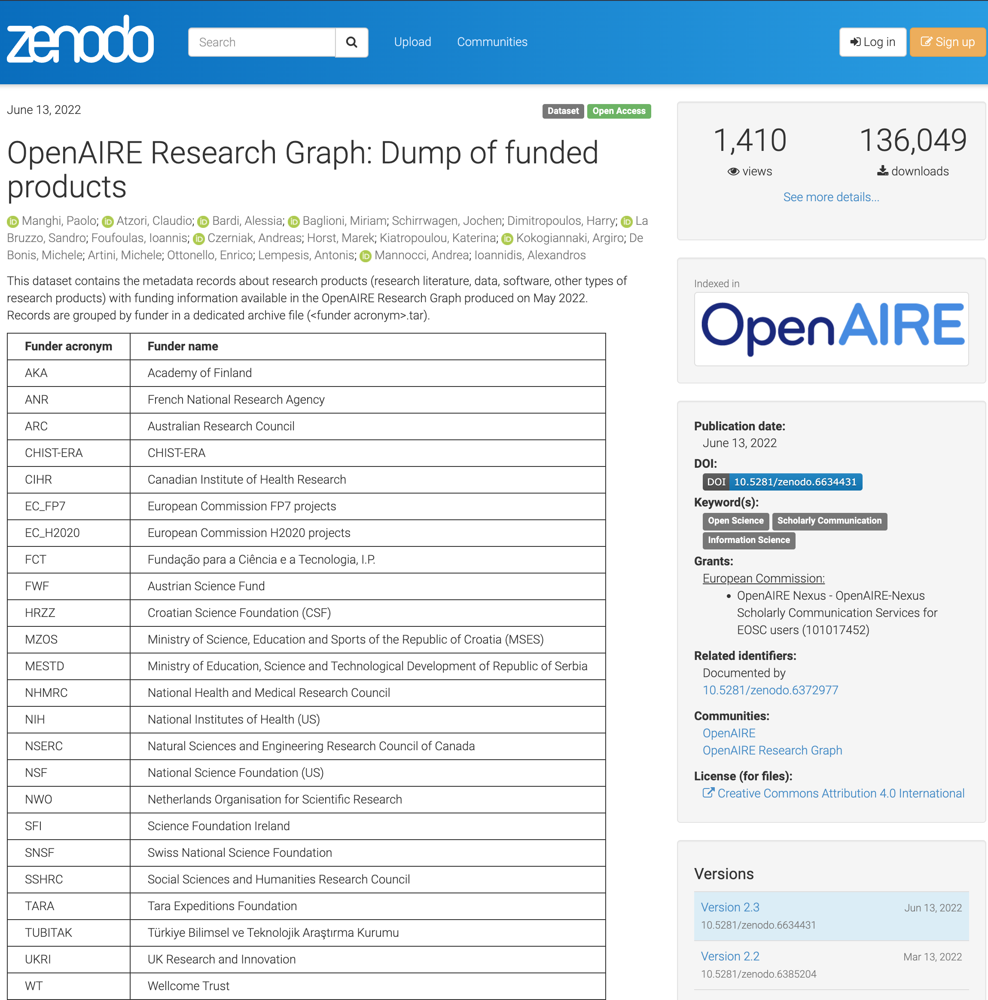 zenodo
Search
Upload
Communities
Log in
Sign up
June 13, 2022
Dataset
Open Access
OpenAIRE Research Graph: Dump of funded
products
iD Manghi, Paolo; iD Atzori, Claudio; iD Bardi, Alessia; iD Baglioni, Miriam; Schirrwagen, Jochen; Dimitropoulos, Harry; iD La
Bruzzo, Sandro; Foufoulas, Ioannis; iD Czerniak, Andreas; Horst, Marek; Kiatropoulou, Katerina; iD Kokogiannaki, Argiro; De
Bonis, Michele; Artini, Michele; Ottonello, Enrico; Lempesis, Antonis; iD Mannocci, Andrea; Ioannidis, Alexandros
This dataset contains the metadata records about research products (research literature, data, software, other types of
research products) with funding information available in the OpenAIRE Research Graph produced on May 2022.
Records are grouped by funder in a dedicated archive file (<funder acronym>.tar).
Funder acronym Funder name
AKA Academy of Finland
ANR French National Research Agency
ARC Australian Research Council
CHIST-ERA CHIST-ERA
CIHR Canadian Institute of Health Research
EC_FP7 European Commission FP7 projects
EC_H2020 European Commission H2020 projects
FCT Fundação para a Ciência e a Tecnologia, I.P.
FWF Austrian Science Fund
HRZZ Croatian Science Foundation (CSF)
MZOS Ministry of Science, Education and Sports of the Republic of Croatia (MSES)
MESTD Ministry of Education, Science and Technological Development of Republic of Serbia
NHMRC National Health and Medical Research Council
NIH National Institutes of Health (US)
NSERC Natural Sciences and Engineering Research Council of Canada
NSF National Science Foundation (US)
NWO Netherlands Organisation for Scientific Research
SFI Science Foundation Ireland
SNSF Swiss National Science Foundation
SSHRC Social Sciences and Humanities Research Council
TARA Tara Expeditions Foundation
TUBITAK Türkiye Bilimsel ve Teknolojik Araştırma Kurumu
UKRI UK Research and Innovation
WT Wellcome Trust
1,410 136,049
views downloads
See more details...
Indexed in
OpenAIRE
Publication date:
June 13, 2022
DOI:
DOI 10.5281/zenodo.6634431
Keyword(s):
Open Science Scholarly Communication
Information Science
Grants:
European Commission:
• OpenAIRE Nexus - OpenAIRE-Nexus
Scholarly Communication Services for
EOSC users (101017452)
Related identifiers:
Documented by
10.5281/zenodo.6372977
Communities:
OpenAIRE
OpenAIRE Research Graph
License (for files):
Creative Commons Attribution 4.0 International
Versions
Version 2.3 Jun 13, 2022
10.5281/zenodo.6634431
Version 2.2 Mar 13, 2022
10.5281/zenodo.6385204